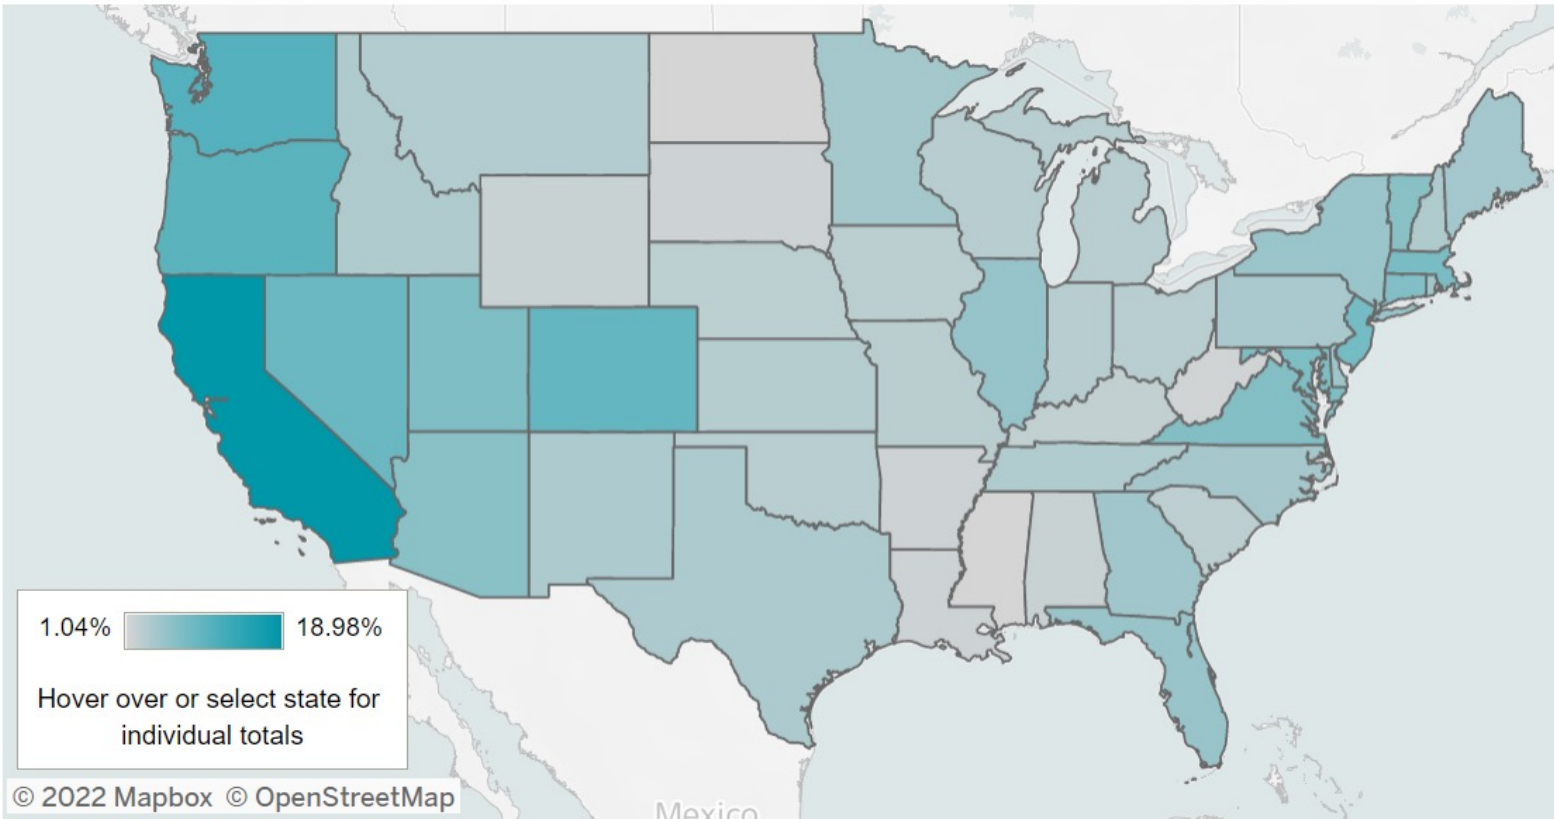 1.04%
18.98%
Hover over or select state for
individual totals
© 2022 Mapbox © OpenStreetMap
Mexico